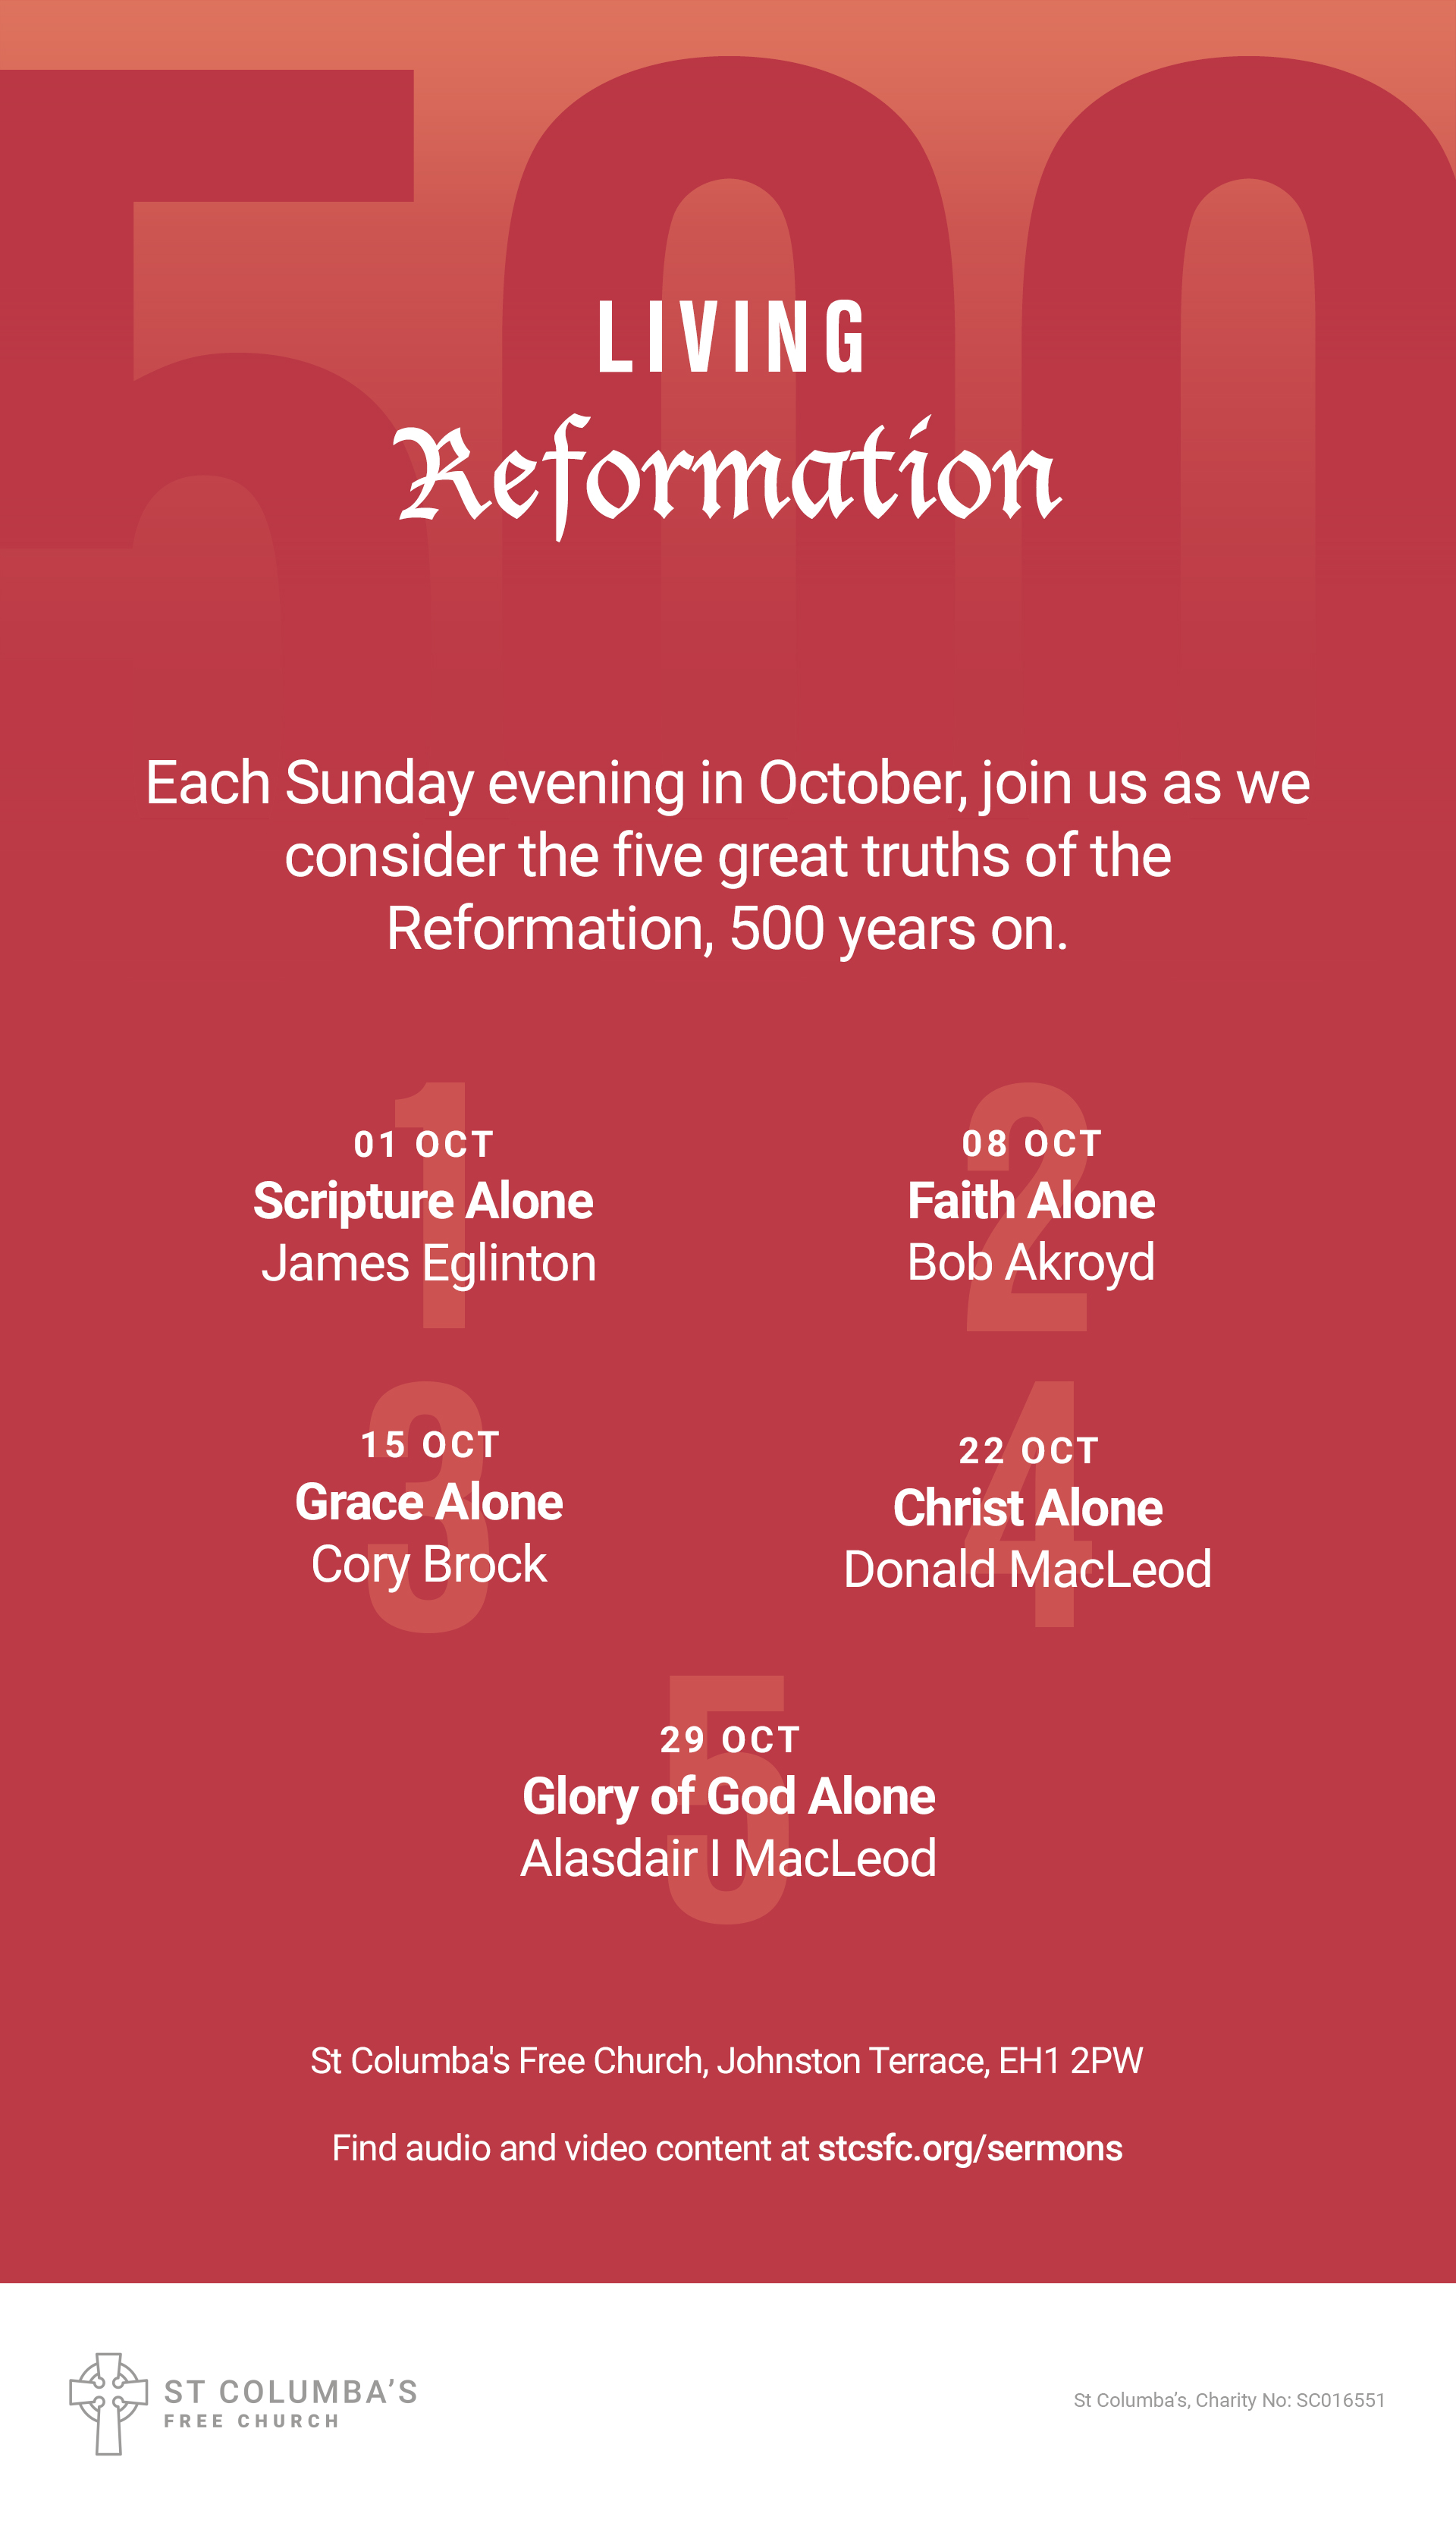 500
LIVING
Reformation
Each Sunday evening in October, join us as we
consider the five great truths of the
Reformation, 500 years on.
1
01 OCT
Scripture Alone
James Eglinton
2
08 OCT
Faith Alone
Bob Akroyd
3
15 OCT
Grace Alone
Cory Brock
4
22 OCT
Christ Alone
Donald MacLeod
5
29 OCT
Glory of God Alone
Alasdair I MacLeod
St Columba's Free Church, Johnston Terrace, EH1 2PW
Find audio and video content at stcsfc.org/sermons
ST COLUMBA’S
FREE CHURCH
St Columba’s, Charity No: SC016551